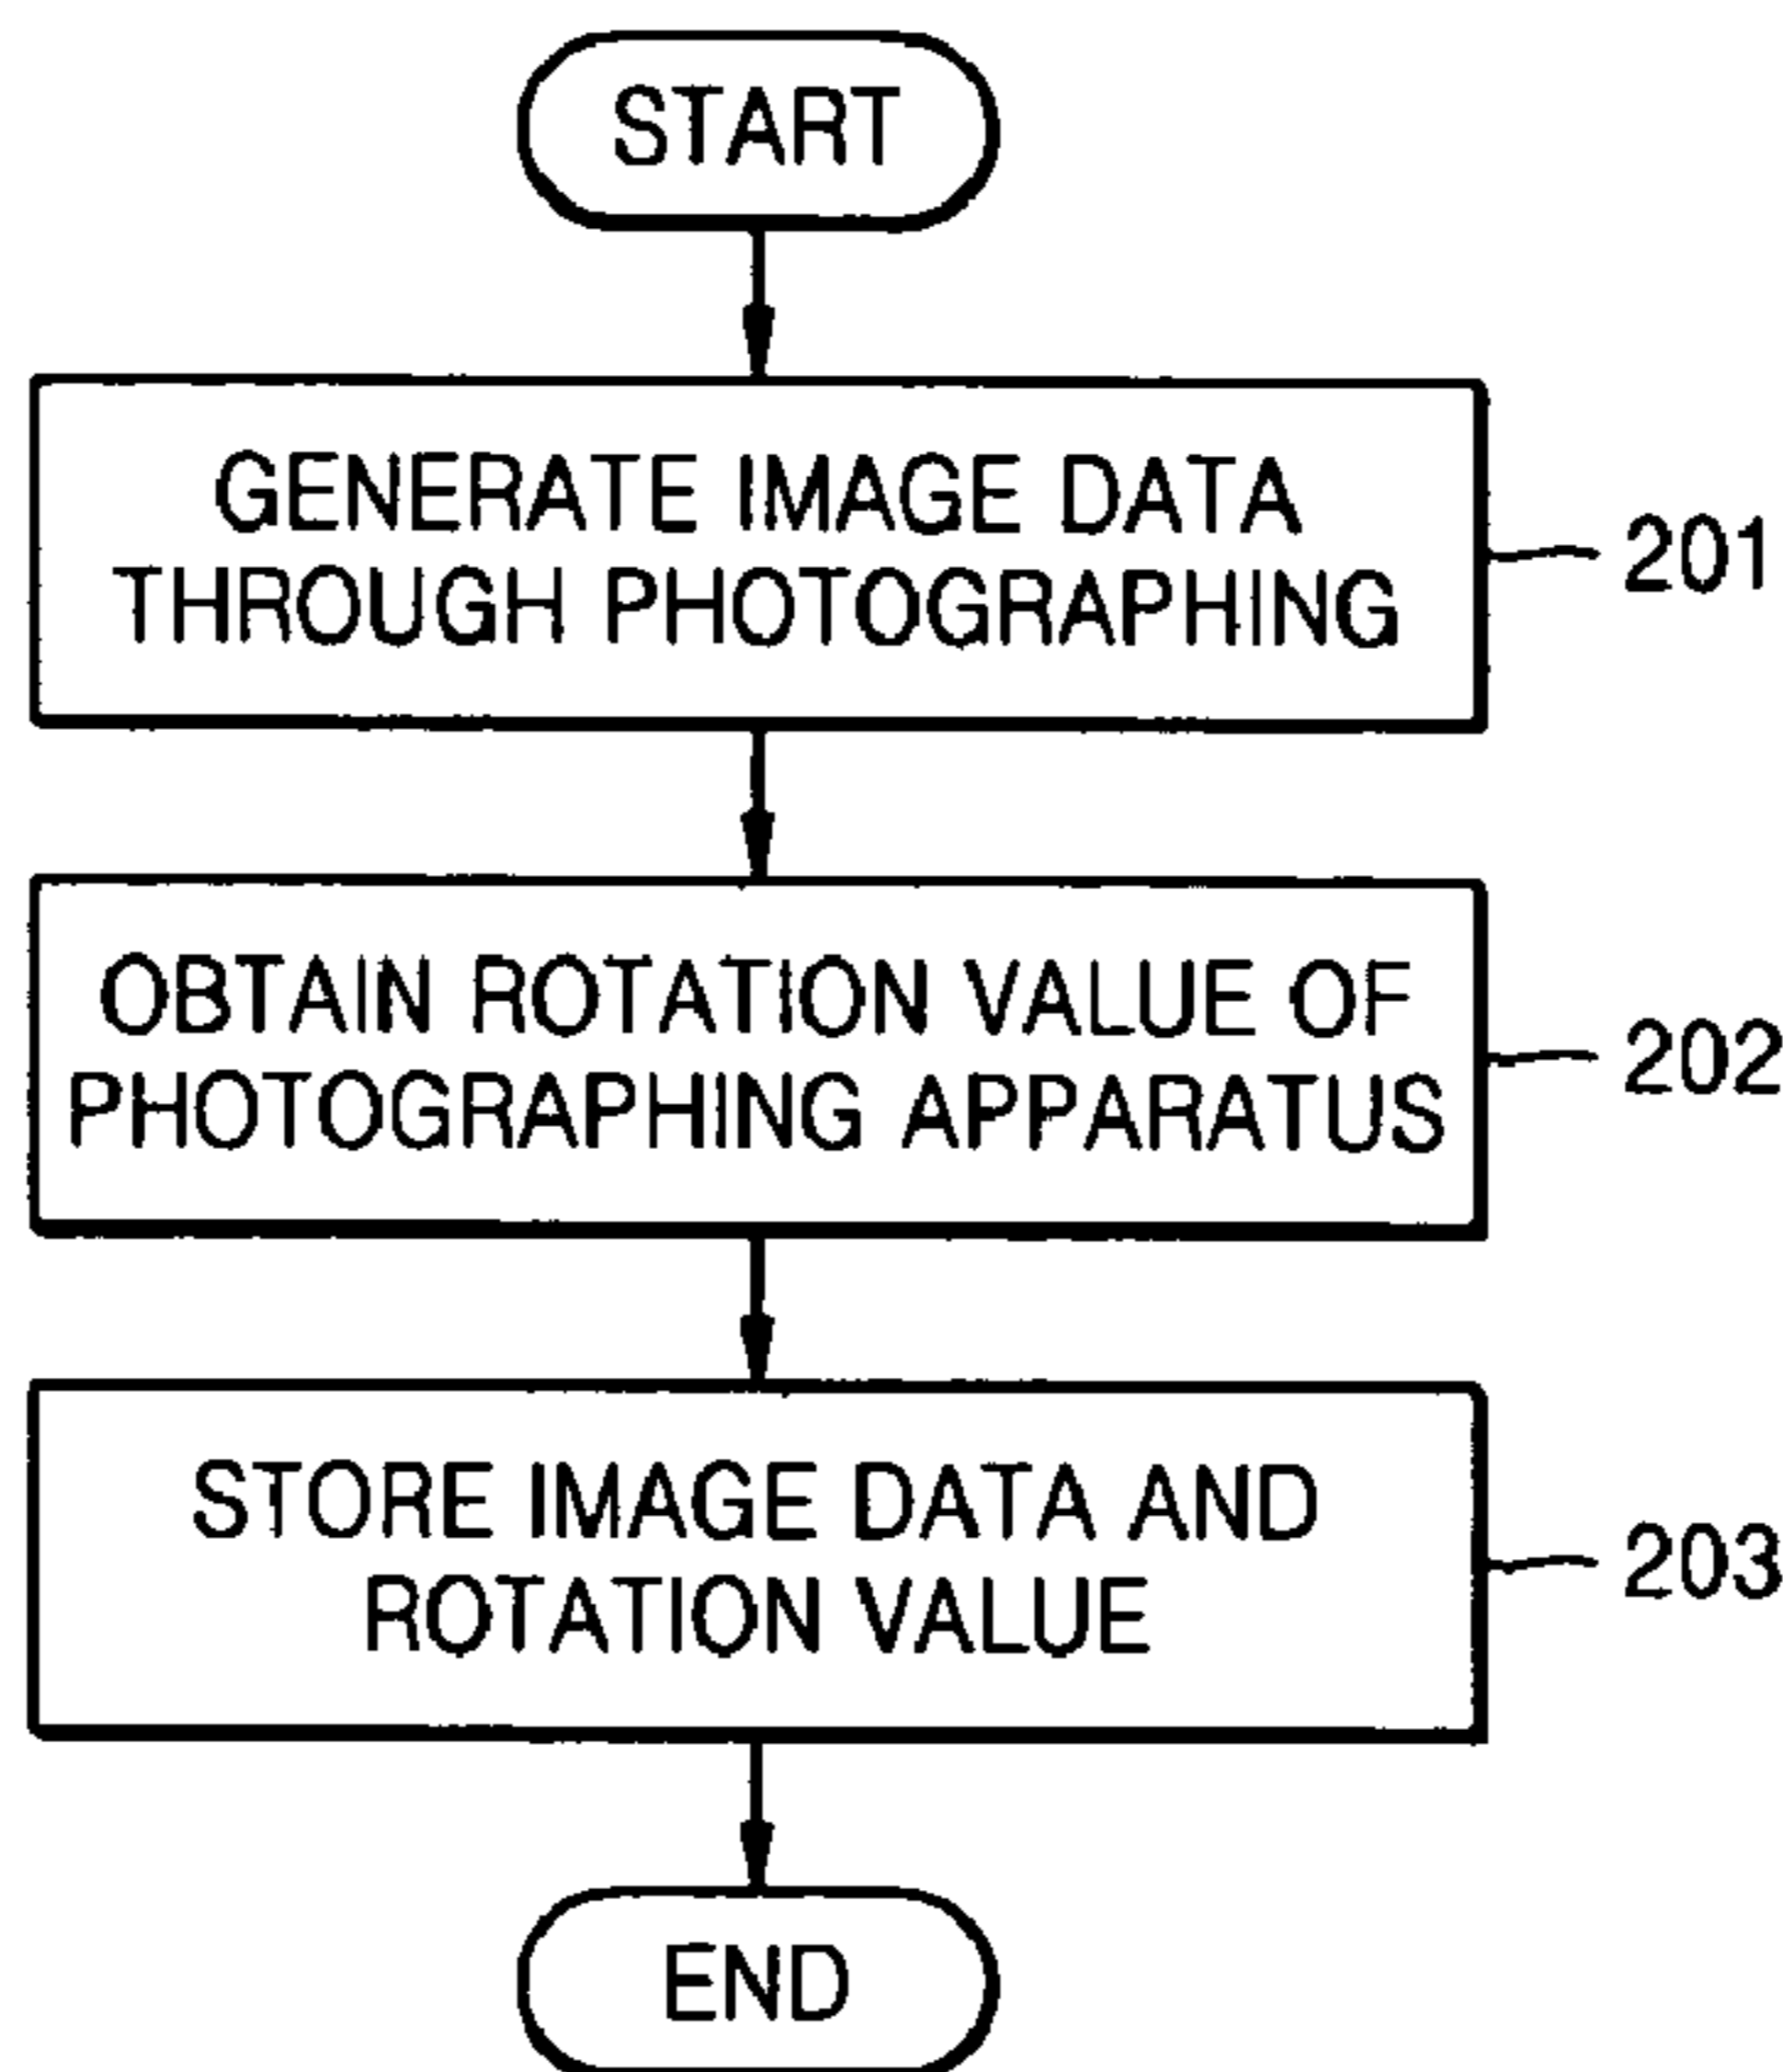 START
GENERATE IMAGE DATA
THROUGH PHOTOGRAPHING
201
OBTAIN ROTATION VALUE OF
PHOTOGRAPHING APPARATUS
202
STORE IMAGE DATA AND
ROTATION VALUE
203
END